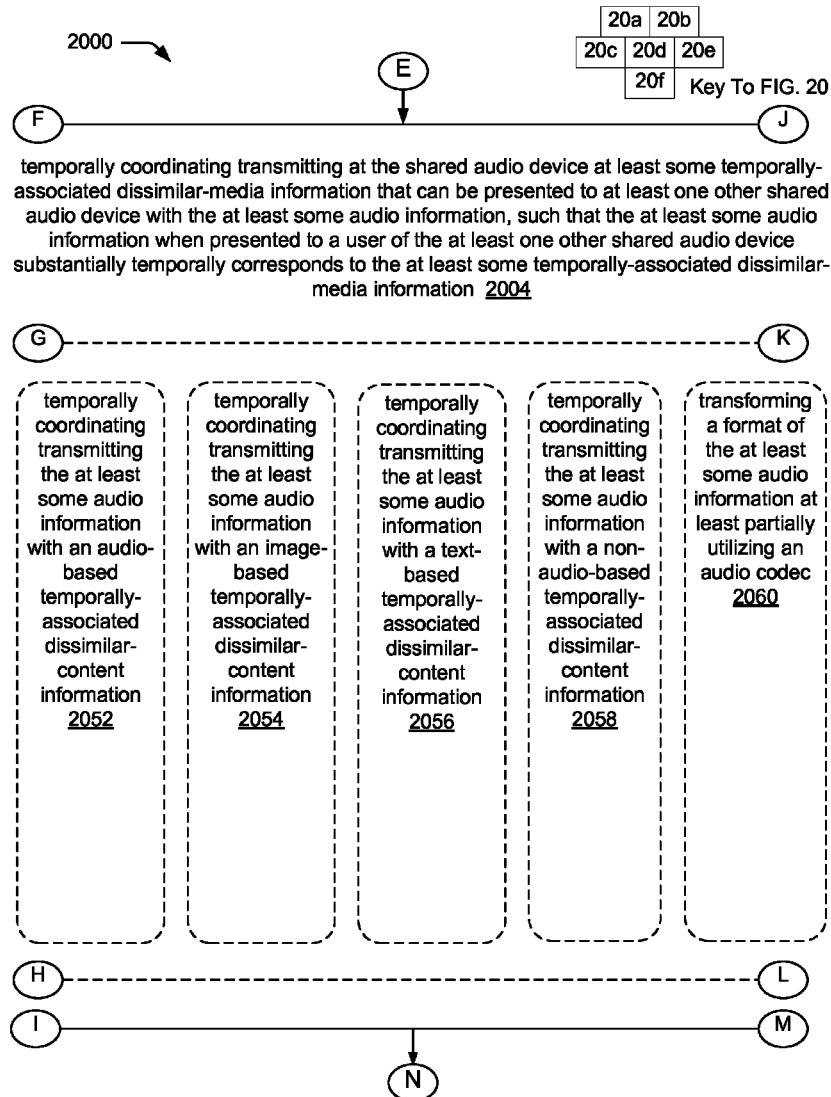 2000
20a 20b
20c 20d 20e
20f
Key To FIG. 20
E
F
J
temporally coordinating transmitting at the shared audio device at least some temporally-
associated dissimilar-media information that can be presented to at least one other shared
audio device with the at least some audio information, such that the at least some audio
information when presented to a user of the at least one other shared audio device
substantially temporally corresponds to the at least some temporally-associated dissimilar-
media information 2004
G
K
temporally
coordinating
transmitting
the at least
some audio
information
with an audio-
based
temporally-
associated
dissimilar-
content
information
2052
temporally
coordinating
transmitting
the at least
some audio
information
with an image-
based
temporally-
associated
dissimilar-
content
information
2054
temporally
coordinating
transmitting
the at least
some audio
information
with a text-
based
temporally-
associated
dissimilar-
content
information
2056
temporally
coordinating
transmitting
the at least
some audio
information
with a non-
audio-based
temporally-
associated
dissimilar-
content
information
2058
transforming
a format of
the at least
some audio
information at
least partially
utilizing an
audio codec
2060
H
L
I
M
N